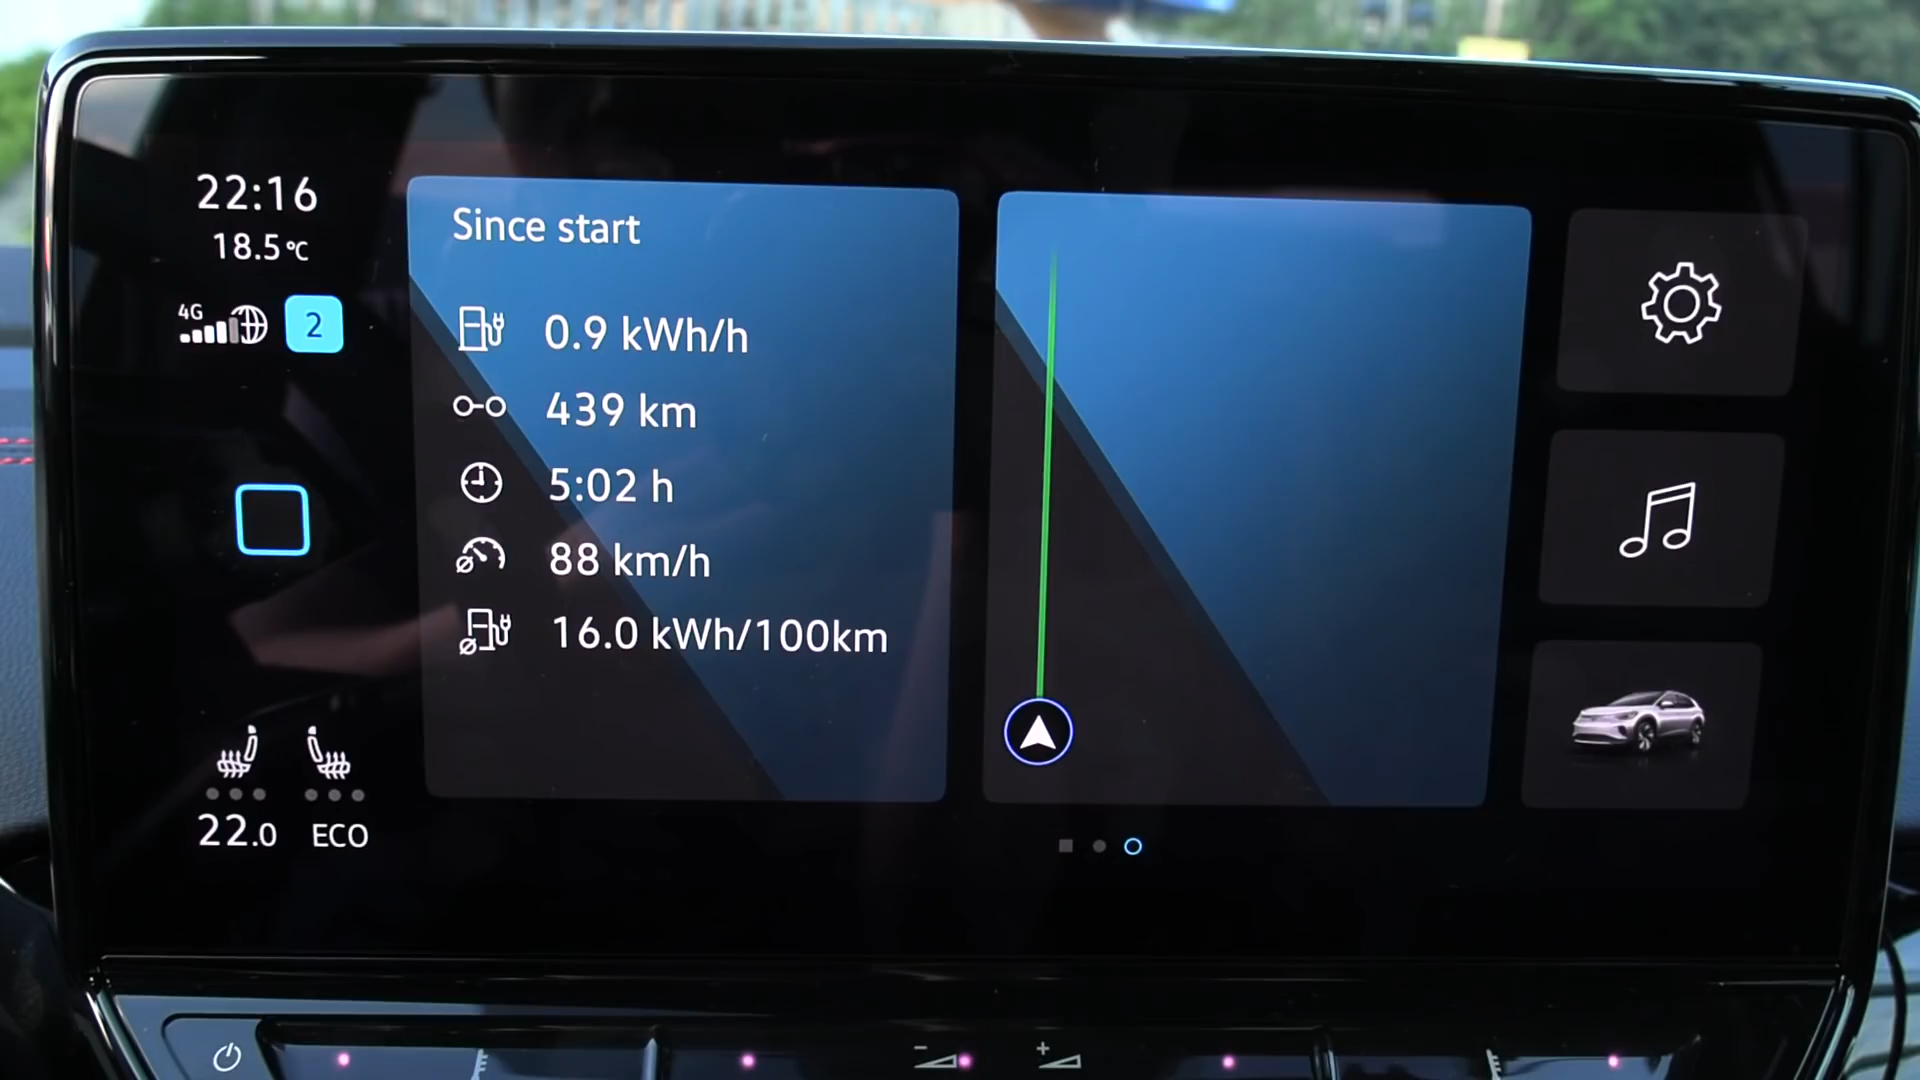 22:16
18.5°C
4G
2
Since start
0.9 kWh/h
439 km
5:02 h
88 km/h
16.0 kWh/100km
22.0
ECO